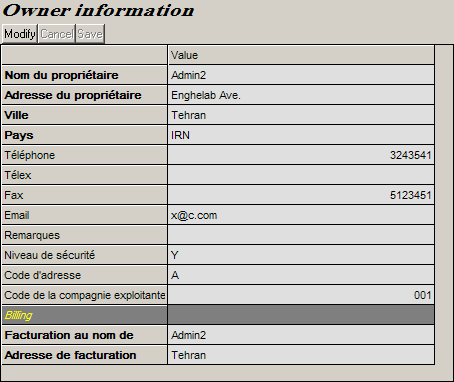 Owner information
Modify Cancel Save
Value
Nom du propriétaire Admin2
Adresse du propriétaire Enghelab Ave.
Ville Tehran
Pays IRN
Téléphone 3243541
Télex
Fax 5123451
Email x@c.com
Remarques
Niveau de sécurité Y
Code d'adresse A
Code de la compagnie exploitante 001
Billing
Facturation au nom de Admin2
Adresse de facturation Tehran